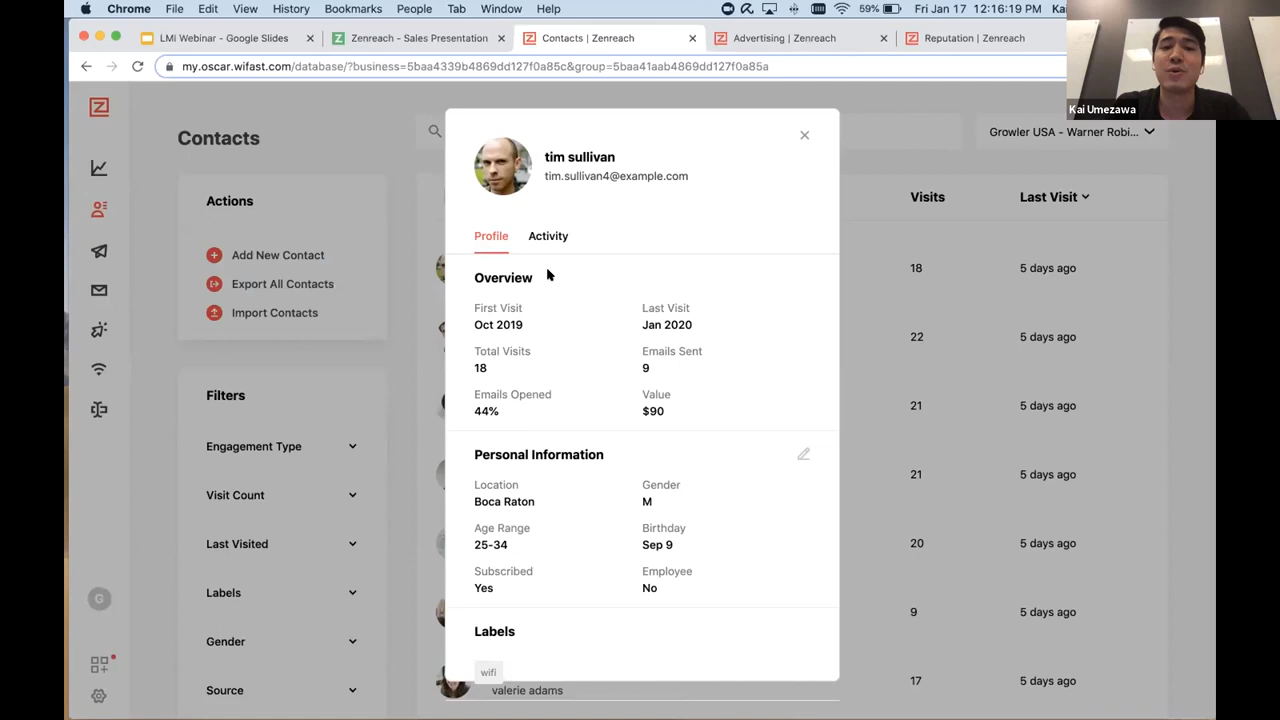 Chrome File Edit View History Bookmarks People Tab Window Help 59% Fri Jan 17 12:16:19 PM
LMI Webinar - Google Slides
Zenreach - Sales Presentation
Contacts | Zenreach
Advertising | Zenreach
Reputation | Zenreach
my.oscar.wifast.com/database/?business=5baa4339b4869dd127f0a85c&group=5baa41aab4869dd127f0a85a
Kai Umezawa
Contacts
Growler USA - Warner Robi...
Actions
Add New Contact
Export All Contacts
Import Contacts
Filters
Engagement Type
Visit Count
Last Visited
Labels
Gender
Source
G
tim sullivan
tim.sullivan4@example.com
Profile Activity
Overview
First Visit Last Visit
Oct 2019 Jan 2020
Total Visits Emails Sent
18 9
Emails Opened Value
44% $90
Personal Information
Location Gender
Boca Raton M
Age Range Birthday
25-34 Sep 9
Subscribed Employee
Yes No
Labels
wifi
valerie adams
Visits Last Visit
18 5 days ago
22 5 days ago
21 5 days ago
21 5 days ago
20 5 days ago
9 5 days ago
17 5 days ago